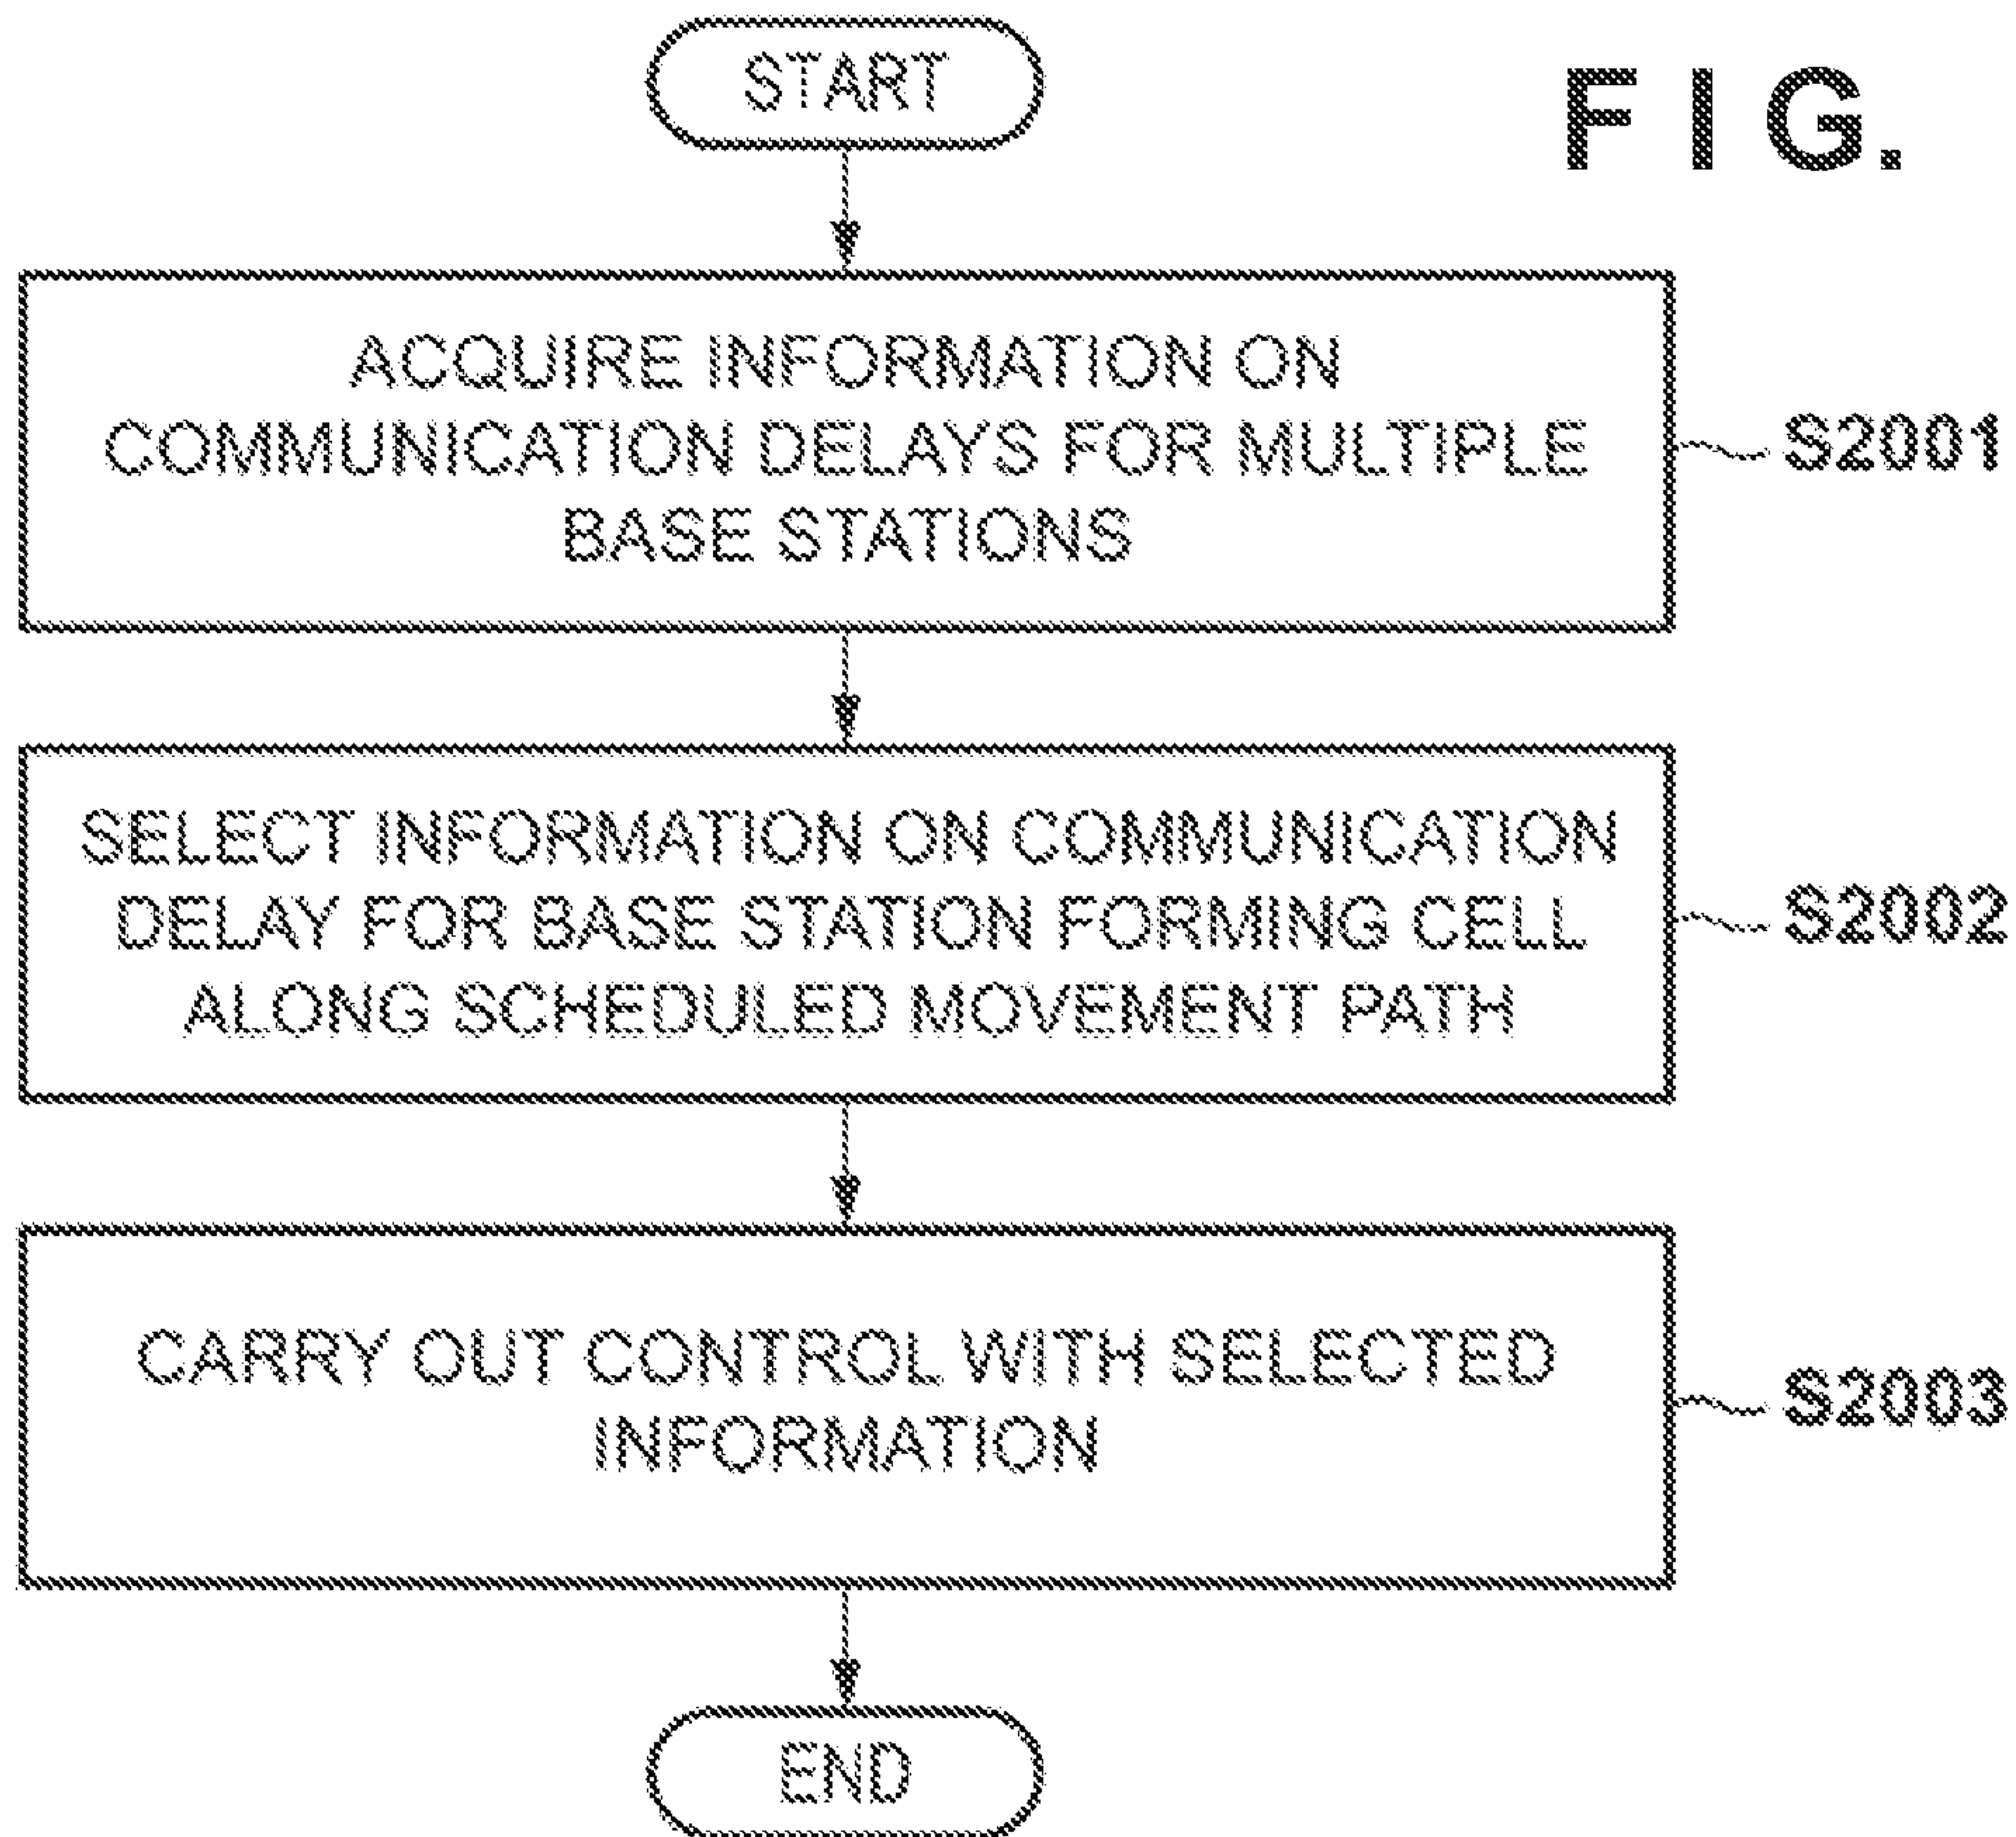 START
F I G.
ACQUIRE INFORMATION ON
COMMUNICATION DELAYS FOR MULTIPLE
BASE STATIONS
S2001
SELECT INFORMATION ON COMMUNICATION
DELAY FOR BASE STATION FORMING CELL
ALONG SCHEDULED MOVEMENT PATH
S2002
CARRY OUT CONTROL WITH SELECTED
INFORMATION
S2003
END